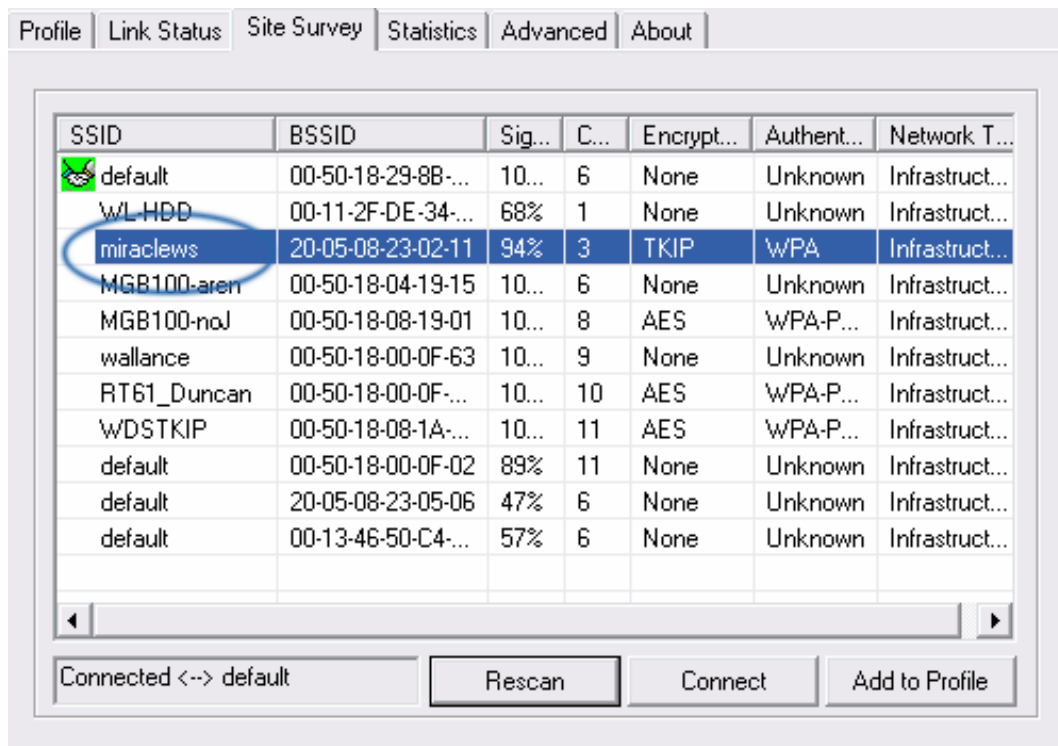 Profile Link Status Site Survey Statistics Advanced About
SSID BSSID Sig... C... Encrypt... Authent... Network T...
default 00-50-18-29-8B-... 10... 6 None Unknown Infrastruct...
WL-HDD 00-11-2F-DE-34-... 68% 1 None Unknown Infrastruct...
miraclews 20-05-08-23-02-11 94% 3 TKIP WPA Infrastruct...
MGB100-aren 00-50-18-04-19-15 10... 6 None Unknown Infrastruct...
MGB100-noJ 00-50-18-08-19-01 10... 8 AES WPA-P... Infrastruct...
wallance 00-50-18-00-0F-63 10... 9 None Unknown Infrastruct...
RT61_Duncan 00-50-18-00-0F-... 10... 10 AES WPA-P... Infrastruct...
WDSTKIP 00-50-18-08-1A-... 10... 11 AES WPA-P... Infrastruct...
default 00-50-18-00-0F-02 89% 11 None Unknown Infrastruct...
default 20-05-08-23-05-06 47% 6 None Unknown Infrastruct...
default 00-13-46-50-C4-... 57% 6 None Unknown Infrastruct...
Connected <--> default Rescan Connect Add to Profile